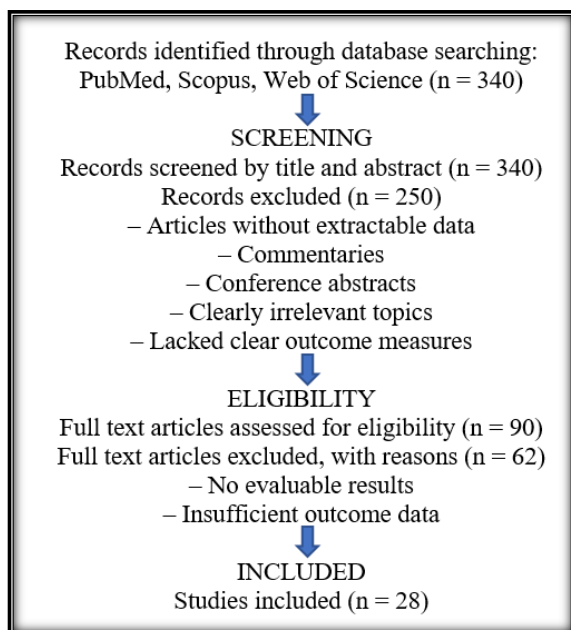 Records identified through database searching:
PubMed, Scopus, Web of Science (n = 340)
SCREENING
Records screened by title and abstract (n = 340)
Records excluded (n = 250)
– Articles without extractable data
– Commentaries
– Conference abstracts
– Clearly irrelevant topics
– Lacked clear outcome measures
ELIGIBILITY
Full text articles assessed for eligibility (n = 90)
Full text articles excluded, with reasons (n = 62)
– No evaluable results
– Insufficient outcome data
INCLUDED
Studies included (n = 28)